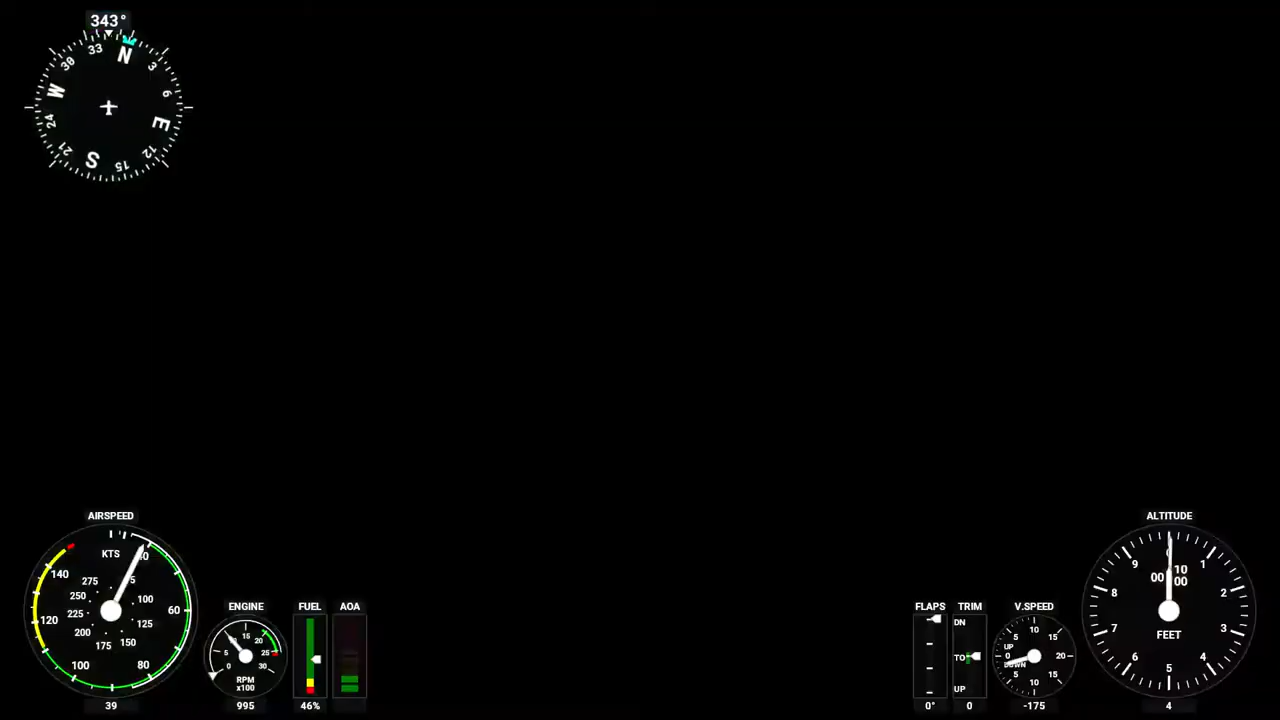 343°
N
33
3
30
6
W
E
24
12
21
15
S
AIRSPEED
KTS
40
140
275
75
250
100
60
225
120
125
200
150
175
100
80
39
ENGINE
15
20
5
25
0
30
RPM
x100
995
FUEL
46%
AOA
FLAPS
0°
TRIM
DN
TO
UP
0
V.SPEED
10
5
15
UP
0
20
DOWN
5
15
10
-175
ALTITUDE
0
9
1
10
00
00
8
2
7
3
FEET
6
4
5
4